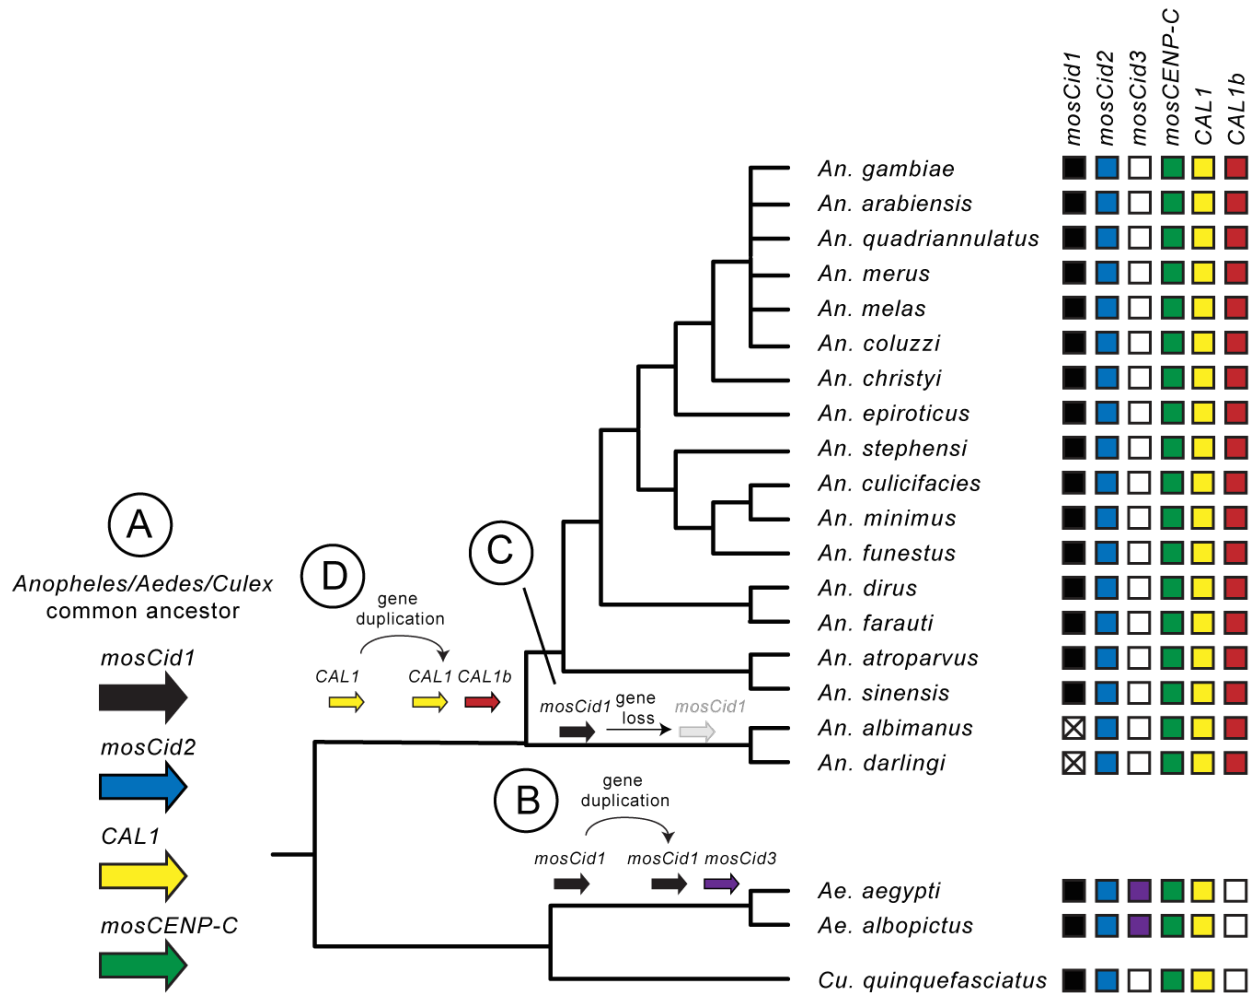 mosCid1
mosCid2
mosCid3
mosCENP-C
CAL1
CAL1b
An. gambiae
An. arabiensis
An. quadriannulatus
An. merus
An. melas
An. coluzzi
An. christyi
An. epiroticus
An. stephensi
An. culicifacies
An. minimus
An. funestus
An. dirus
An. farauti
An. atroparvus
An. sinensis
An. albimanus
An. darlingi
Ae. aegypti
Ae. albopictus
Cu. quinquefasciatus
A
Anopheles/Aedes/Culex
common ancestor
mosCid1
mosCid2
CAL1
mosCENP-C
D
gene
duplication
CAL1
CAL1
CAL1b
C
mosCid1
gene
loss
mosCid1
B
gene
duplication
mosCid1
mosCid1
mosCid3